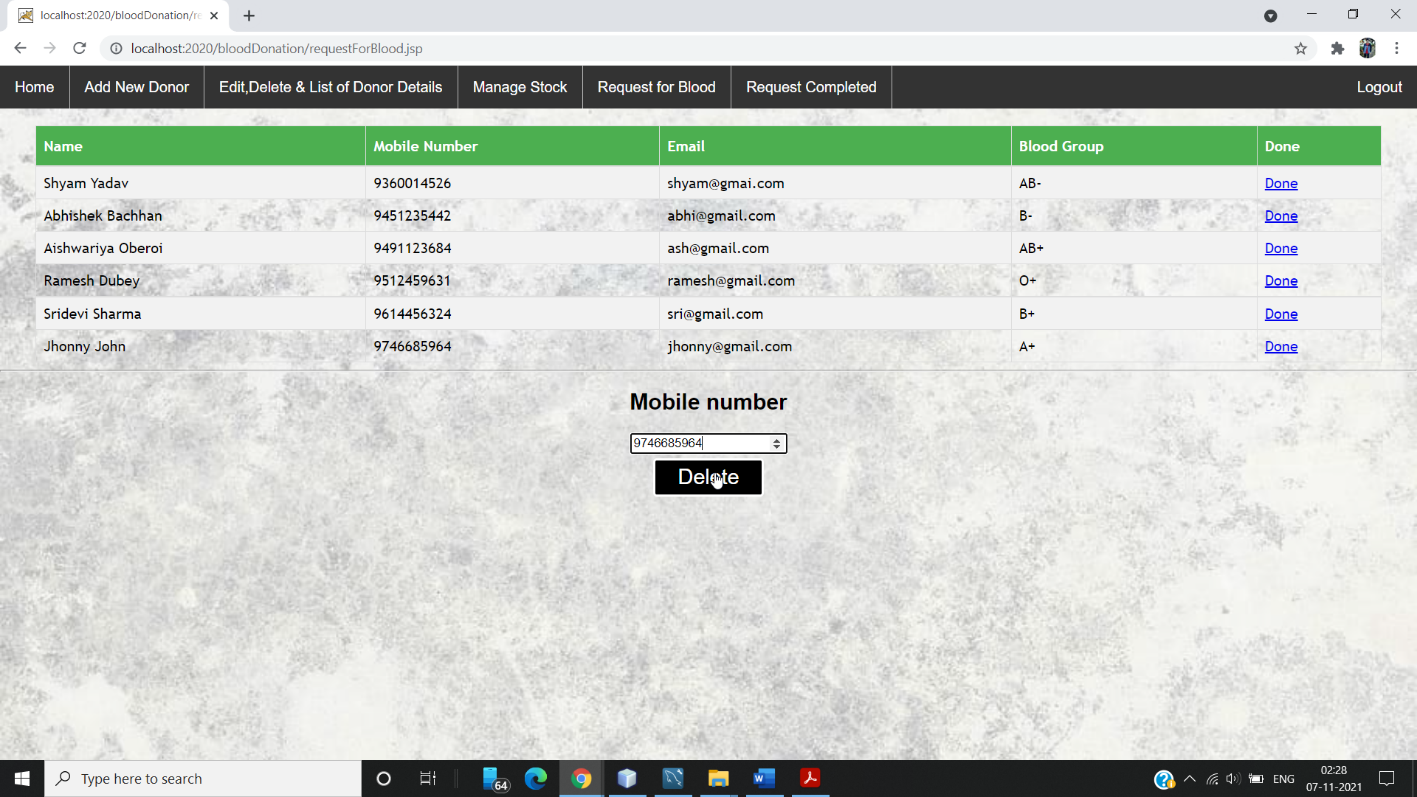 localhost:2020/bloodDonation/re
localhost:2020/bloodDonation/requestForBlood.jsp
Home Add New Donor Edit,Delete & List of Donor Details Manage Stock Request for Blood Request Completed Logout
Name Mobile Number Email Blood Group Done
Shyam Yadav 9360014526 shyam@gmai.com AB- Done
Abhishek Bachhan 9451235442 abhi@gmail.com B- Done
Aishwariya Oberoi 9491123684 ash@gmail.com AB+ Done
Ramesh Dubey 9512459631 ramesh@gmail.com O+ Done
Sridevi Sharma 9614456324 sri@gmail.com B+ Done
Jhonny John 9746685964 jhonny@gmail.com A+ Done
Mobile number
9746685964
Delete
Type here to search 64 W ENG 02:28
07-11-2021